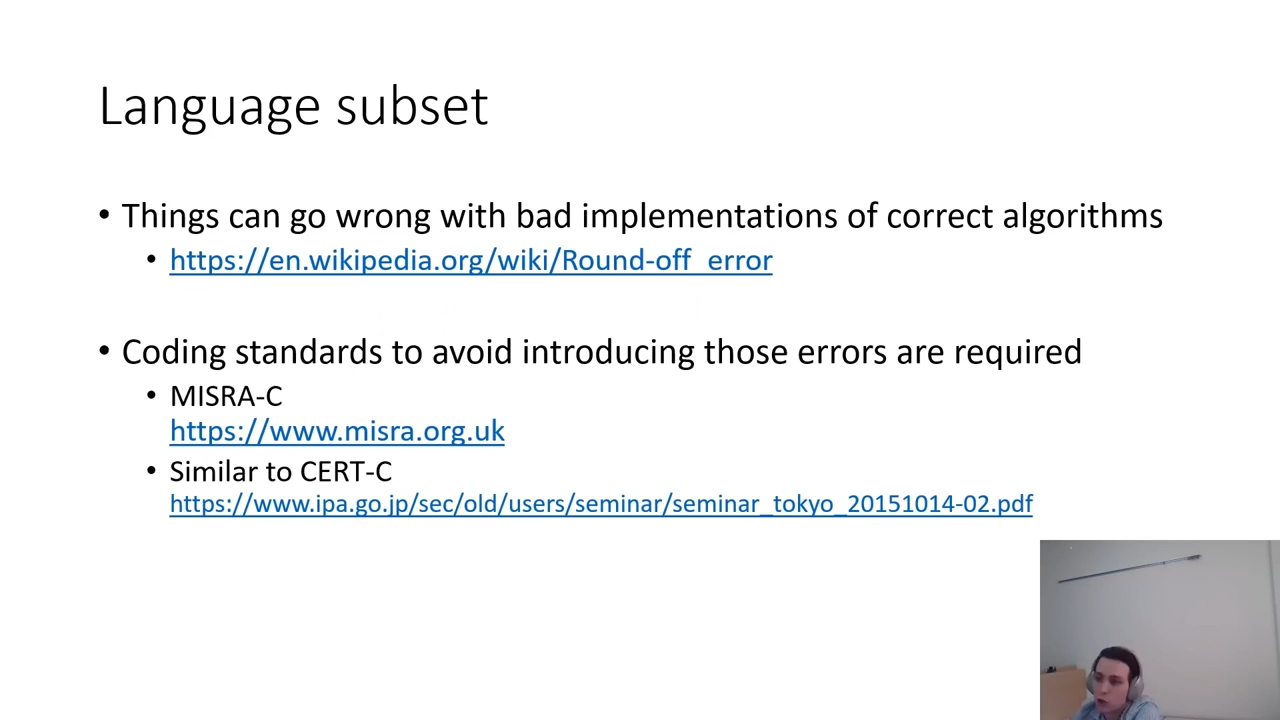 Language subset
• Things can go wrong with bad implementations of correct algorithms
• https://en.wikipedia.org/wiki/Round-off_error
• Coding standards to avoid introducing those errors are required
• MISRA-C
https://www.misra.org.uk
• Similar to CERT-C
https://www.ipa.go.jp/sec/old/users/seminar/seminar_tokyo_20151014-02.pdf